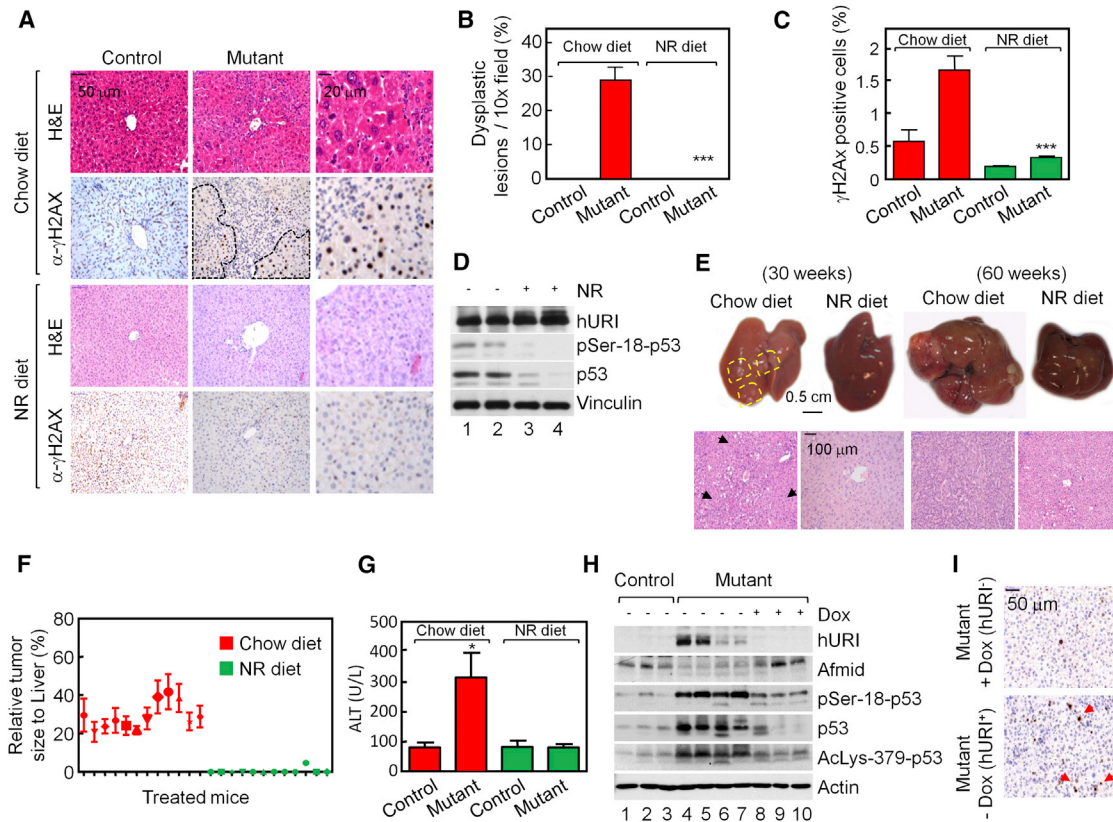 A
Control
Mutant
Chow diet
H&E
50 μm
20 μm
α-γH2AX
NR diet
H&E
α-γH2AX
B
Dysplastic
lesions / 10x field (%)
Chow diet
NR diet
40
30
20
10
0
***
Control
Mutant
Control
Mutant
C
γH2Ax positive cells (%)
Chow diet
NR diet
2
1.5
1
0.5
0
***
Control
Mutant
Control
Mutant
D
- - + + NR
hURI
pSer-18-p53
p53
Vinculin
1 2 3 4
E
(30 weeks)
(60 weeks)
Chow diet
NR diet
Chow diet
NR diet
0.5 cm
100 μm
F
Relative tumor
size to Liver (%)
80
60
40
20
0
Chow diet
NR diet
Treated mice
G
ALT (U/L)
Chow diet
NR diet
500
400
300
200
100
0
*
Control
Mutant
Control
Mutant
H
Control
Mutant
- - - - - - - + + + Dox
hURI
Afmid
pSer-18-p53
p53
AcLys-379-p53
Actin
1 2 3 4 5 6 7 8 9 10
I
50 μm
Mutant
+ Dox (hURI-)
Mutant
- Dox (hURI+)